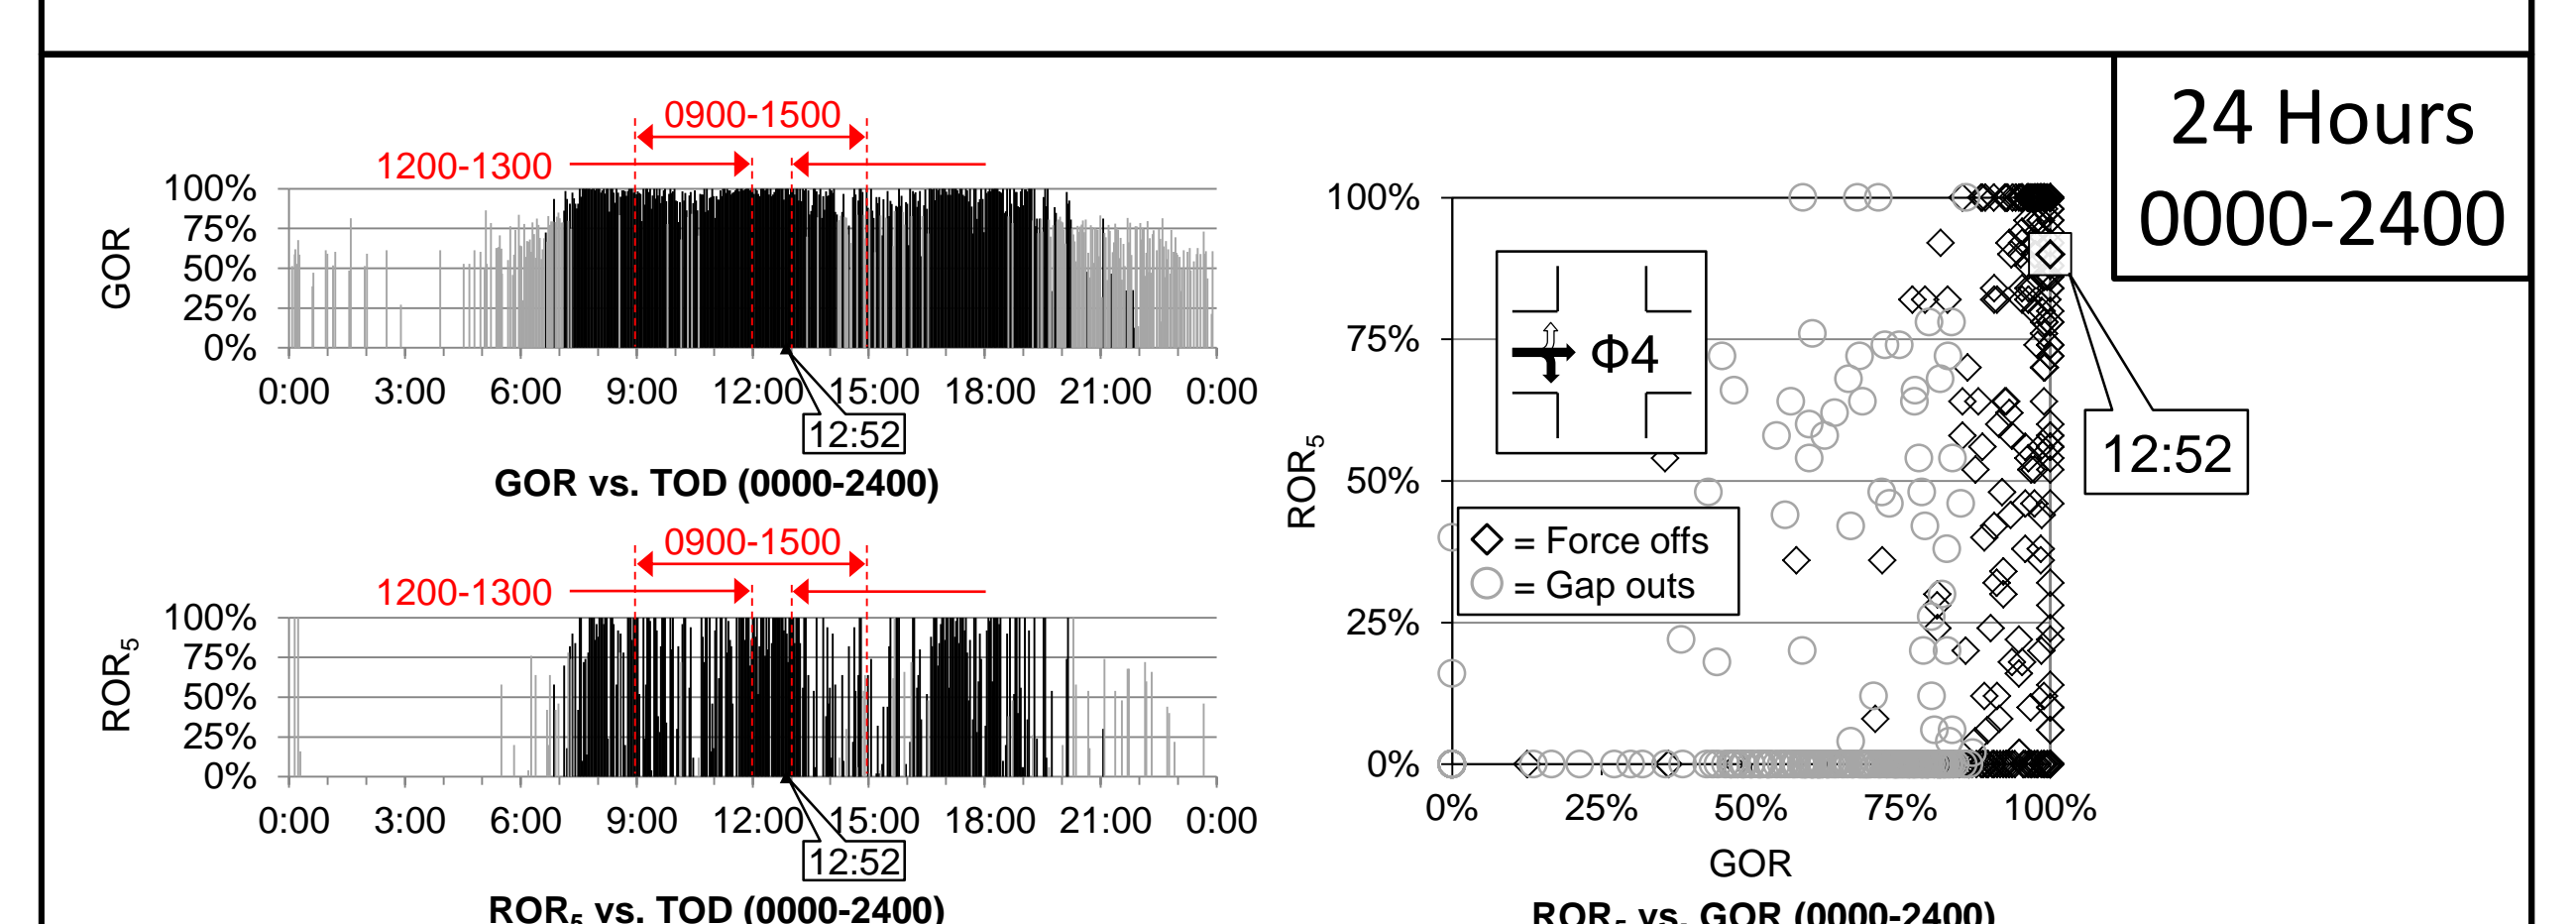 24 Hours
0000-2400
0900-1500
1200-1300
100%
75%
50%
25%
0%
GOR
0:00 3:00 6:00 9:00 12:00 15:00 18:00 21:00 0:00
12:52
GOR vs. TOD (0000-2400)
0900-1500
1200-1300
100%
75%
50%
25%
0%
ROR5
0:00 3:00 6:00 9:00 12:00 15:00 18:00 21:00 0:00
12:52
ROR5 vs. TOD (0000-2400)
100%
75%
50%
25%
0%
ROR5
Φ4
= Force offs
= Gap outs
12:52
0% 25% 50% 75% 100%
GOR
ROR5 vs. GOR (0000-2400)